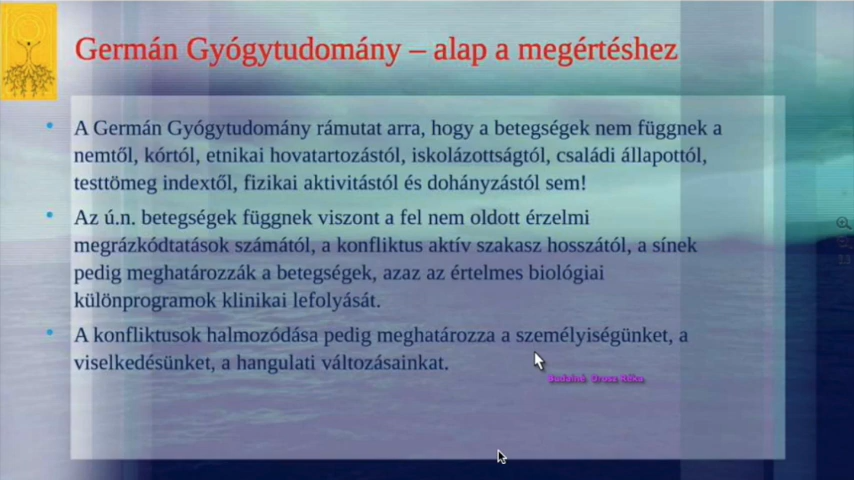 Germán Gyógytudomány – alap a megértéshez
A Germán Gyógytudomány rámutat arra, hogy a betegségek nem függnek a
nemtől, kórtól, etnikai hovatartozástól, iskolázottságtól, családi állapottól,
testtömeg indextől, fizikai aktivitástól és dohányzástól sem!
Az ú.n. betegségek függnek viszont a fel nem oldott érzelmi
megrázkódtatások számától, a konfliktus aktív szakasz hosszától, a sínek
pedig meghatározzák a betegségek, azaz az értelmes biológiai
különprogramok klinikai lefolyását.
A konfliktusok halmozódása pedig meghatározza a személyiségünket, a
viselkedésünket, a hangulati változásainkat.
Orosz Réka